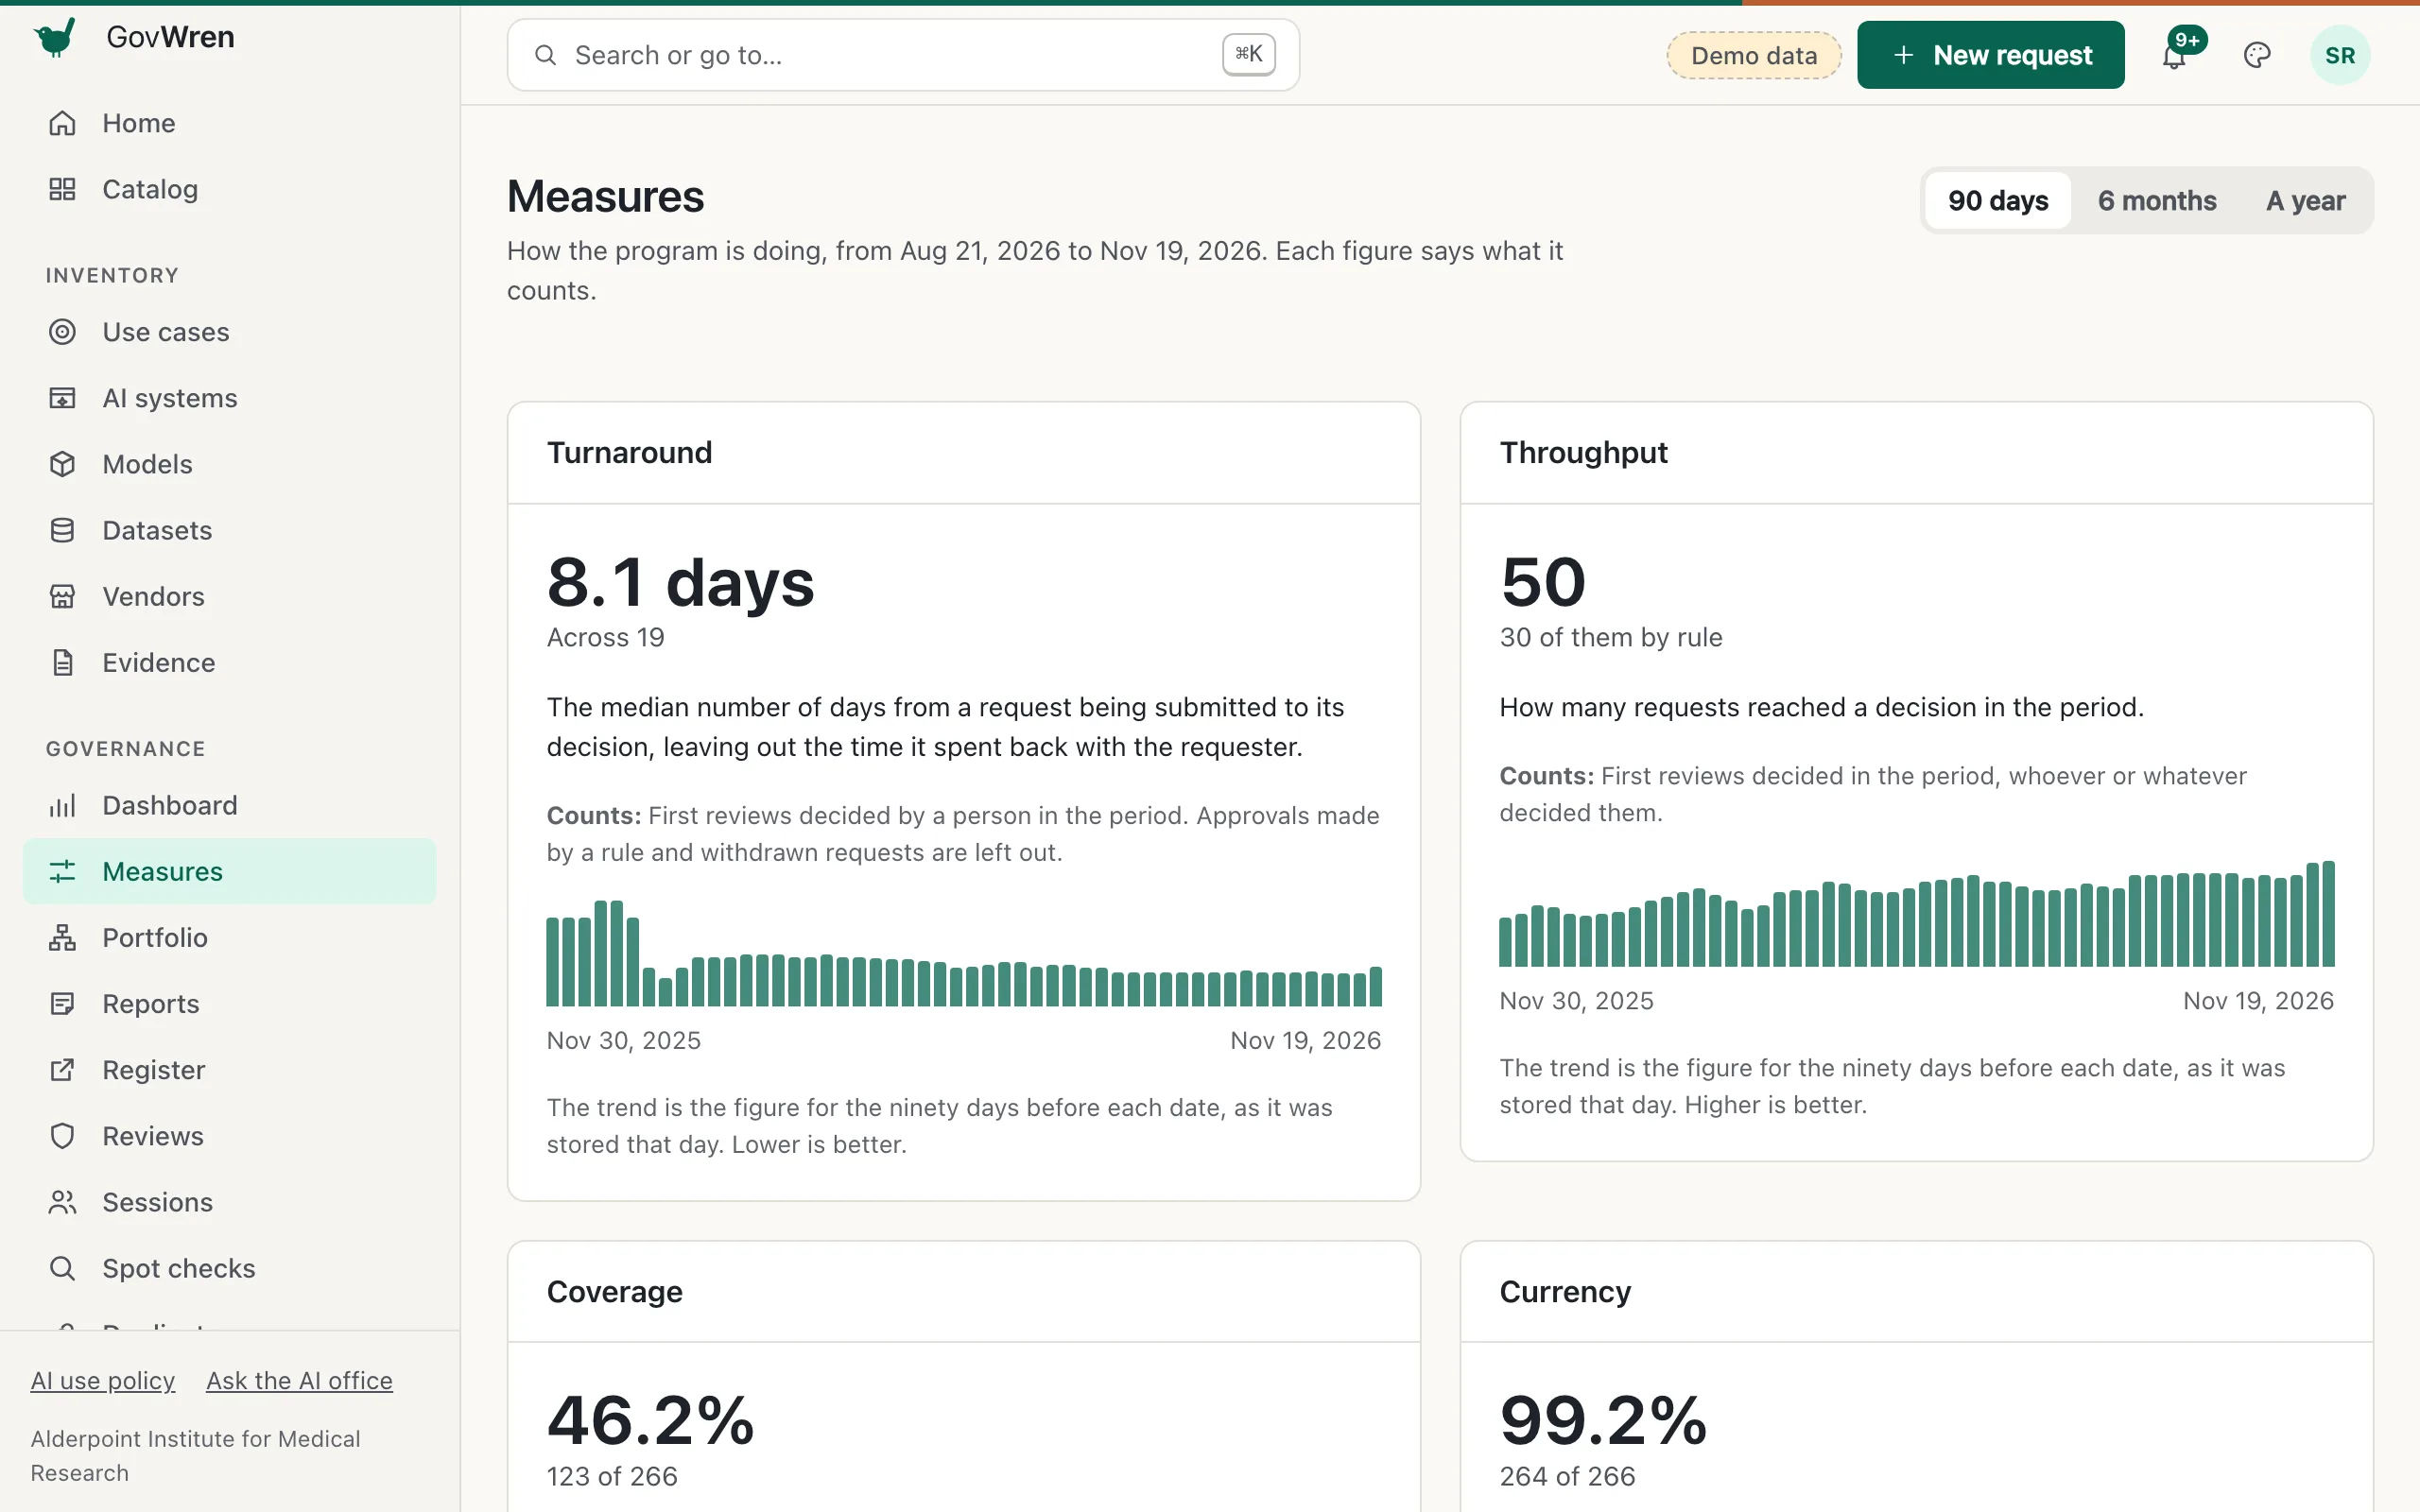 GovWren
Search or go to...
⌘K
Demo data
+ New request
9+
SR
Home
Catalog
INVENTORY
Use cases
AI systems
Models
Datasets
Vendors
Evidence
GOVERNANCE
Dashboard
Measures
Portfolio
Reports
Register
Reviews
Sessions
Spot checks
AI use policy
Ask the AI office
Alderpoint Institute for Medical
Research
Measures
How the program is doing, from Aug 21, 2026 to Nov 19, 2026. Each figure says what it
counts.
90 days
6 months
A year
Turnaround
8.1 days
Across 19
The median number of days from a request being submitted to its
decision, leaving out the time it spent back with the requester.
Counts: First reviews decided by a person in the period. Approvals made
by a rule and withdrawn requests are left out.
Nov 30, 2025
Nov 19, 2026
The trend is the figure for the ninety days before each date, as it was
stored that day. Lower is better.
Throughput
50
30 of them by rule
How many requests reached a decision in the period.
Counts: First reviews decided in the period, whoever or whatever
decided them.
Nov 30, 2025
Nov 19, 2026
The trend is the figure for the ninety days before each date, as it was
stored that day. Higher is better.
Coverage
46.2%
123 of 266
Currency
99.2%
264 of 266